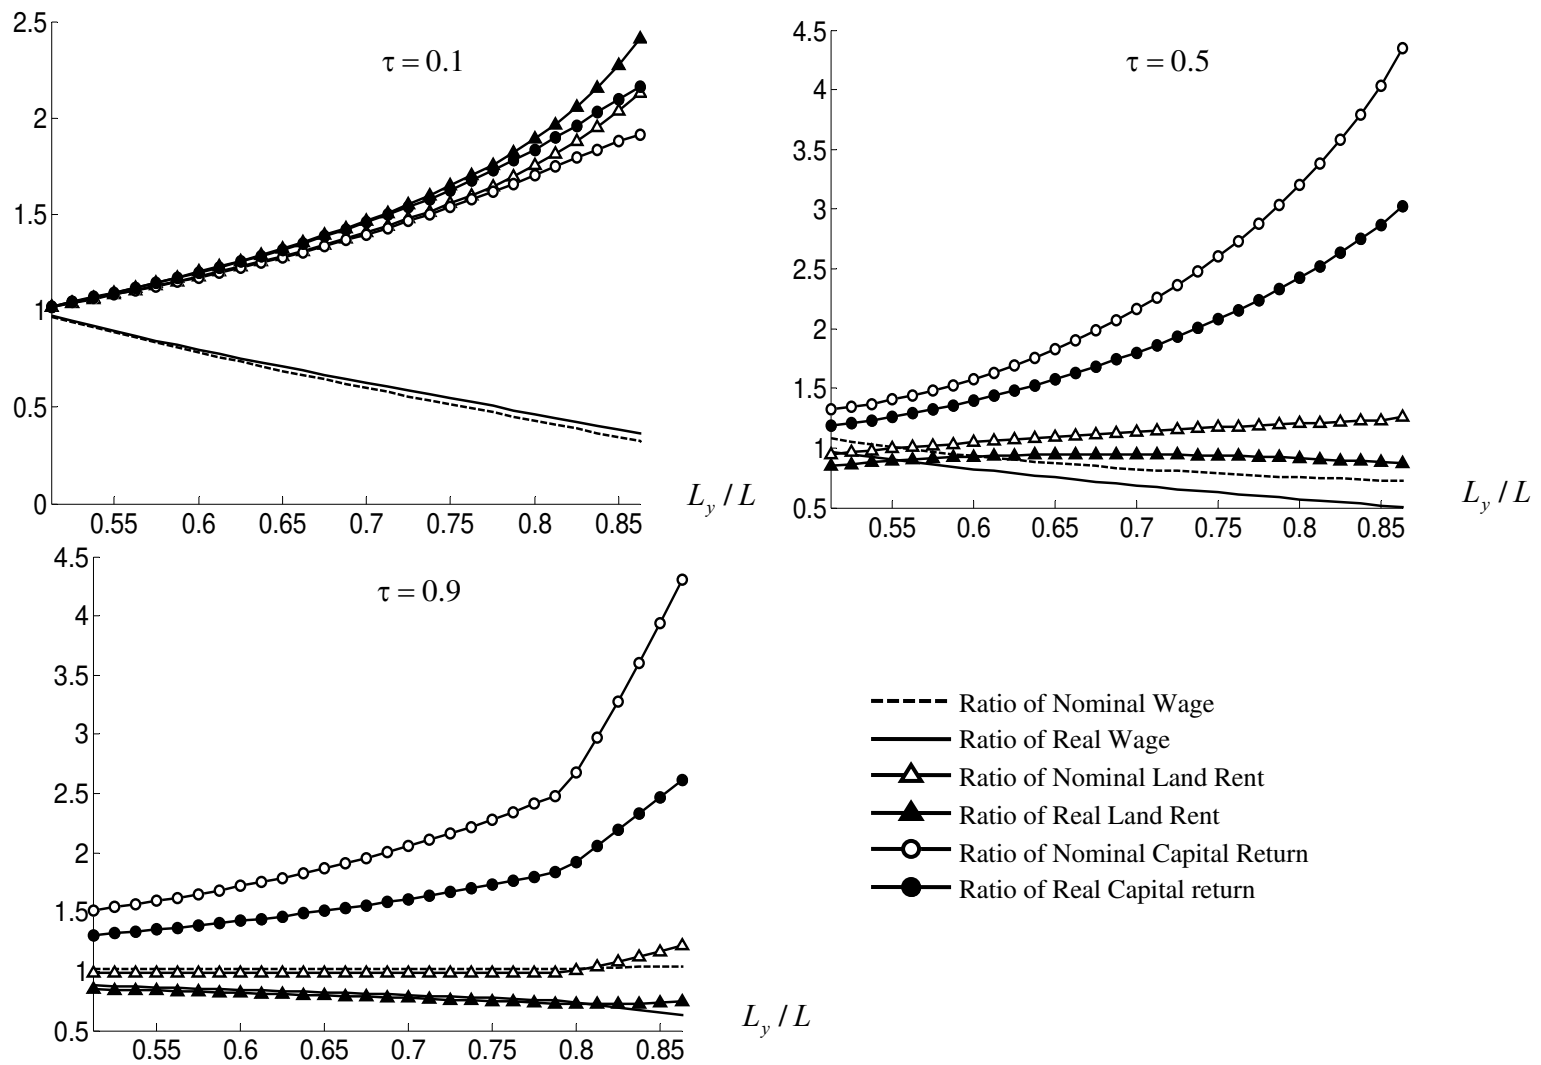 τ = 0.1
2.5
2
1.5
1
0.5
0
0.55 0.6 0.65 0.7 0.75 0.8 0.85
L_y / L
τ = 0.5
4.5
4
3.5
3
2.5
2
1.5
1
0.5
0.55 0.6 0.65 0.7 0.75 0.8 0.85
L_y / L
τ = 0.9
4.5
4
3.5
3
2.5
2
1.5
1
0.5
0.55 0.6 0.65 0.7 0.75 0.8 0.85
L_y / L
Ratio of Nominal Wage
Ratio of Real Wage
Ratio of Nominal Land Rent
Ratio of Real Land Rent
Ratio of Nominal Capital Return
Ratio of Real Capital return